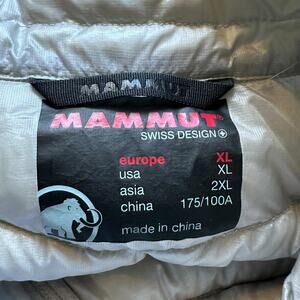 MAMMUT
MAMMUT
SWISS DESIGN
europe XL
usa XL
asia 2XL
china 175/100A
made in china